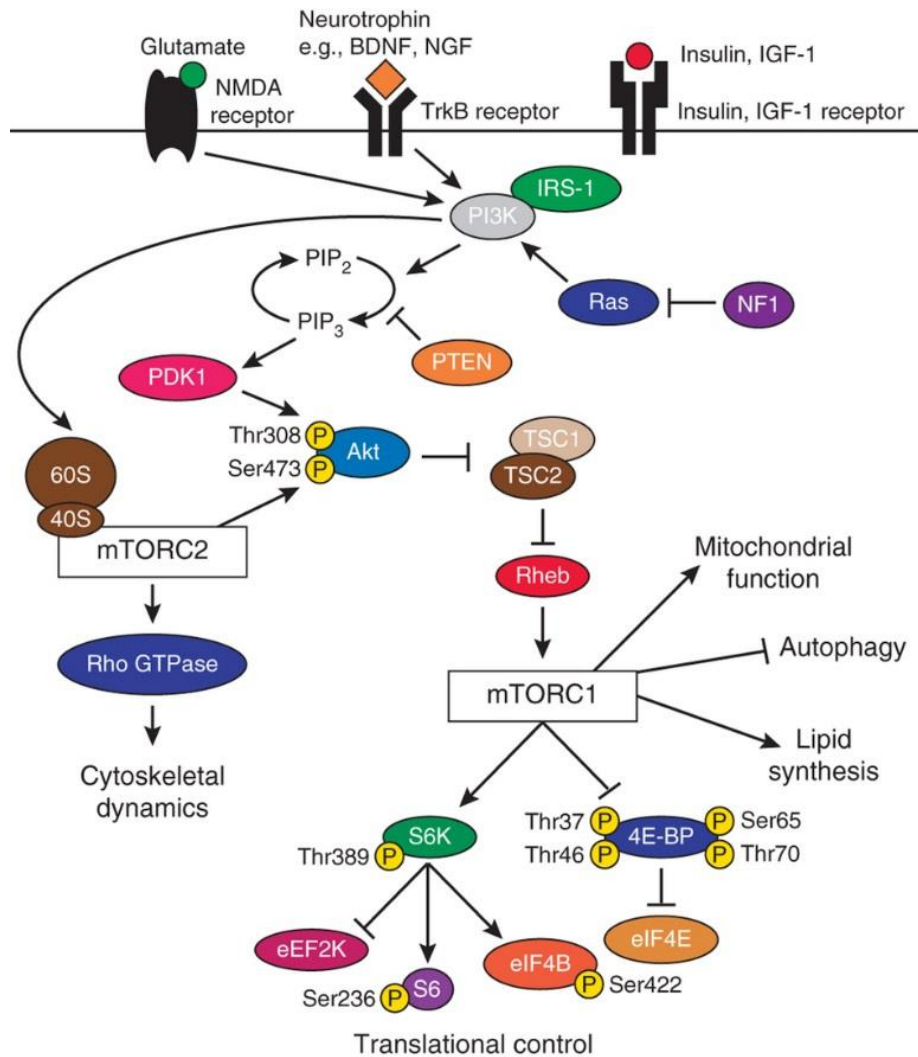 Neurotrophin
e.g., BDNF, NGF
Glutamate
NMDA
receptor
TrkB receptor
Insulin, IGF-1
Insulin, IGF-1 receptor
IRS-1
PI3K
PIP2
PIP3
Ras
NF1
PTEN
PDK1
Thr308
P
Akt
Ser473
P
TSC1
TSC2
60S
40S
mTORC2
Rheb
Mitochondrial
function
Rho GTPase
Autophagy
mTORC1
Lipid
synthesis
Cytoskeletal
dynamics
S6K
Thr389
P
Thr37
P
4E-BP
P
Ser65
Thr46
P
P
Thr70
eEF2K
eIF4B
eIF4E
Ser236
P
S6
P
Ser422
Translational control